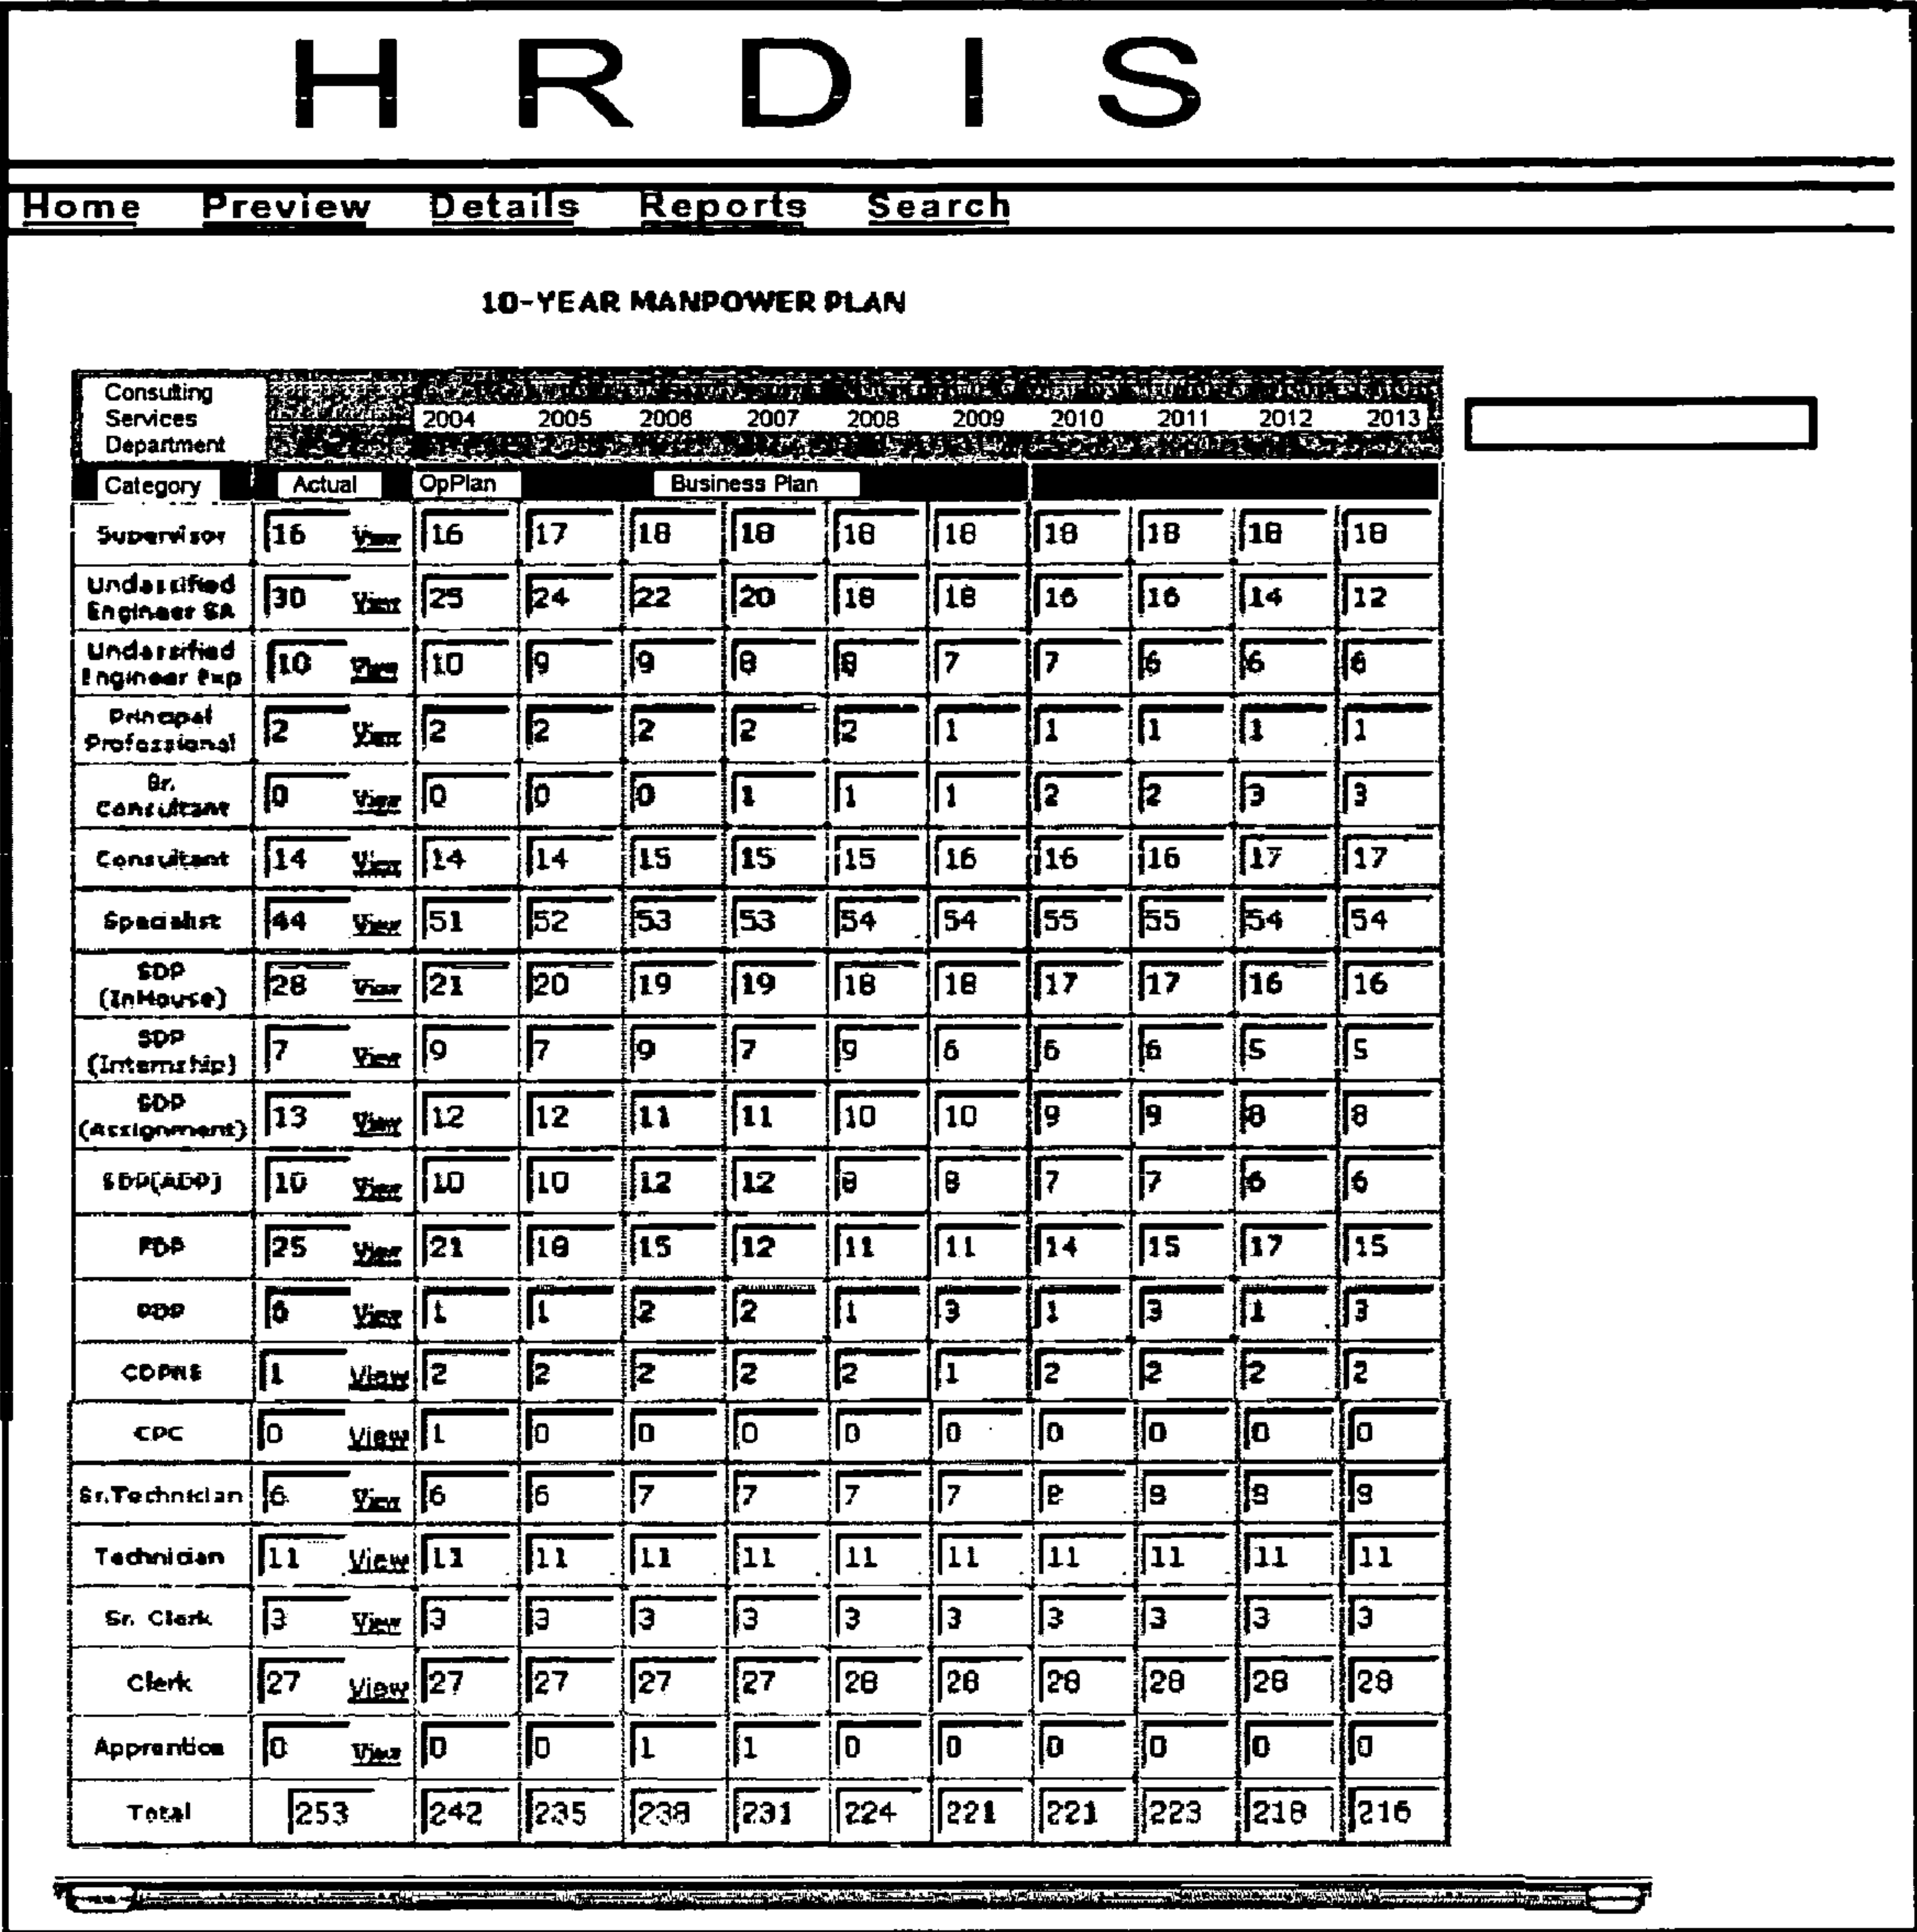 H R D I S
Home Preview Details Reports Search
10-YEAR MANPOWER PLAN
Consulting
Services
Department
2004 2005 2006 2007 2008 2009 2010 2011 2012 2013
Category Actual OpPlan Business Plan
Supervisor 16 View 16 17 18 18 18 18 18 18 18 18
Unclassified
Engineer SA 30 View 25 24 22 20 18 18 16 16 14 12
Unclassified
Engineer Exp 10 View 10 9 9 8 8 7 7 6 6 6
Principal
Professional 2 View 2 2 2 2 2 1 1 1 1 1
Sr.
Consultant 0 View 0 0 0 1 1 1 2 2 3 3
Consultant 14 View 14 14 15 15 15 16 16 16 17 17
Specialist 44 View 51 52 53 53 54 54 55 55 54 54
SDP
(InHouse) 28 View 21 20 19 19 18 18 17 17 16 16
SDP
(Internship) 7 View 9 7 9 7 9 6 6 6 5 5
SDP
(Assignment) 13 View 12 12 11 11 10 10 9 9 8 8
SDP(ADP) 10 View 10 10 12 12 8 8 7 7 6 6
PDP 25 View 21 18 15 12 11 11 14 15 17 15
6 View 1 1 2 2 1 3 1 3 1 3
CDPNE 1 View 2 2 2 2 2 1 2 2 2 2
CPC 0 View 1 0 0 0 0 0 0 0 0 0
Sr.Technician 6 View 6 6 7 7 7 7
Technician 11 View 11 11 11 11 11 11 11 11 11 11
Sr. Clerk 3 View 3 3 3 3 3 3 3 3 3 3
Clerk 27 View 27 27 27 27 28 28 28 28 28 28
Apprentice 0 View 0 0 1 1 0 0 0 0 0 0
Total 253 242 235 238 231 224 221 221 223 218 216